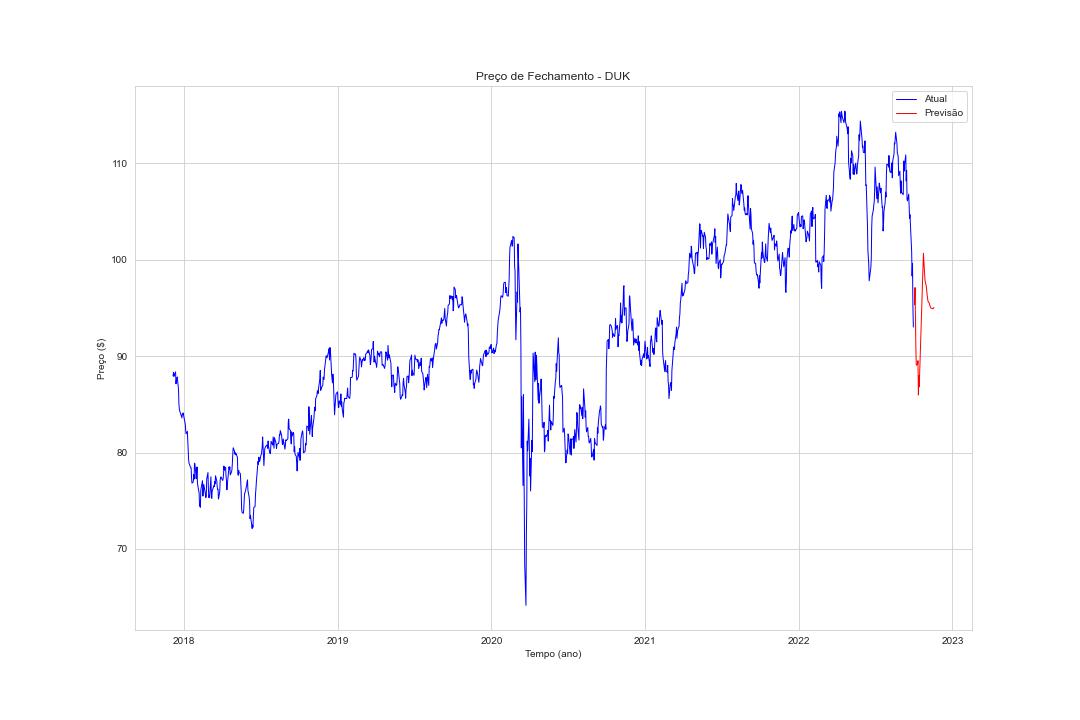 Preço de Fechamento - DUK
Atual
Previsão
110
100
90
80
70
Preço ($)
2018
2019
2020
2021
2022
2023
Tempo (ano)